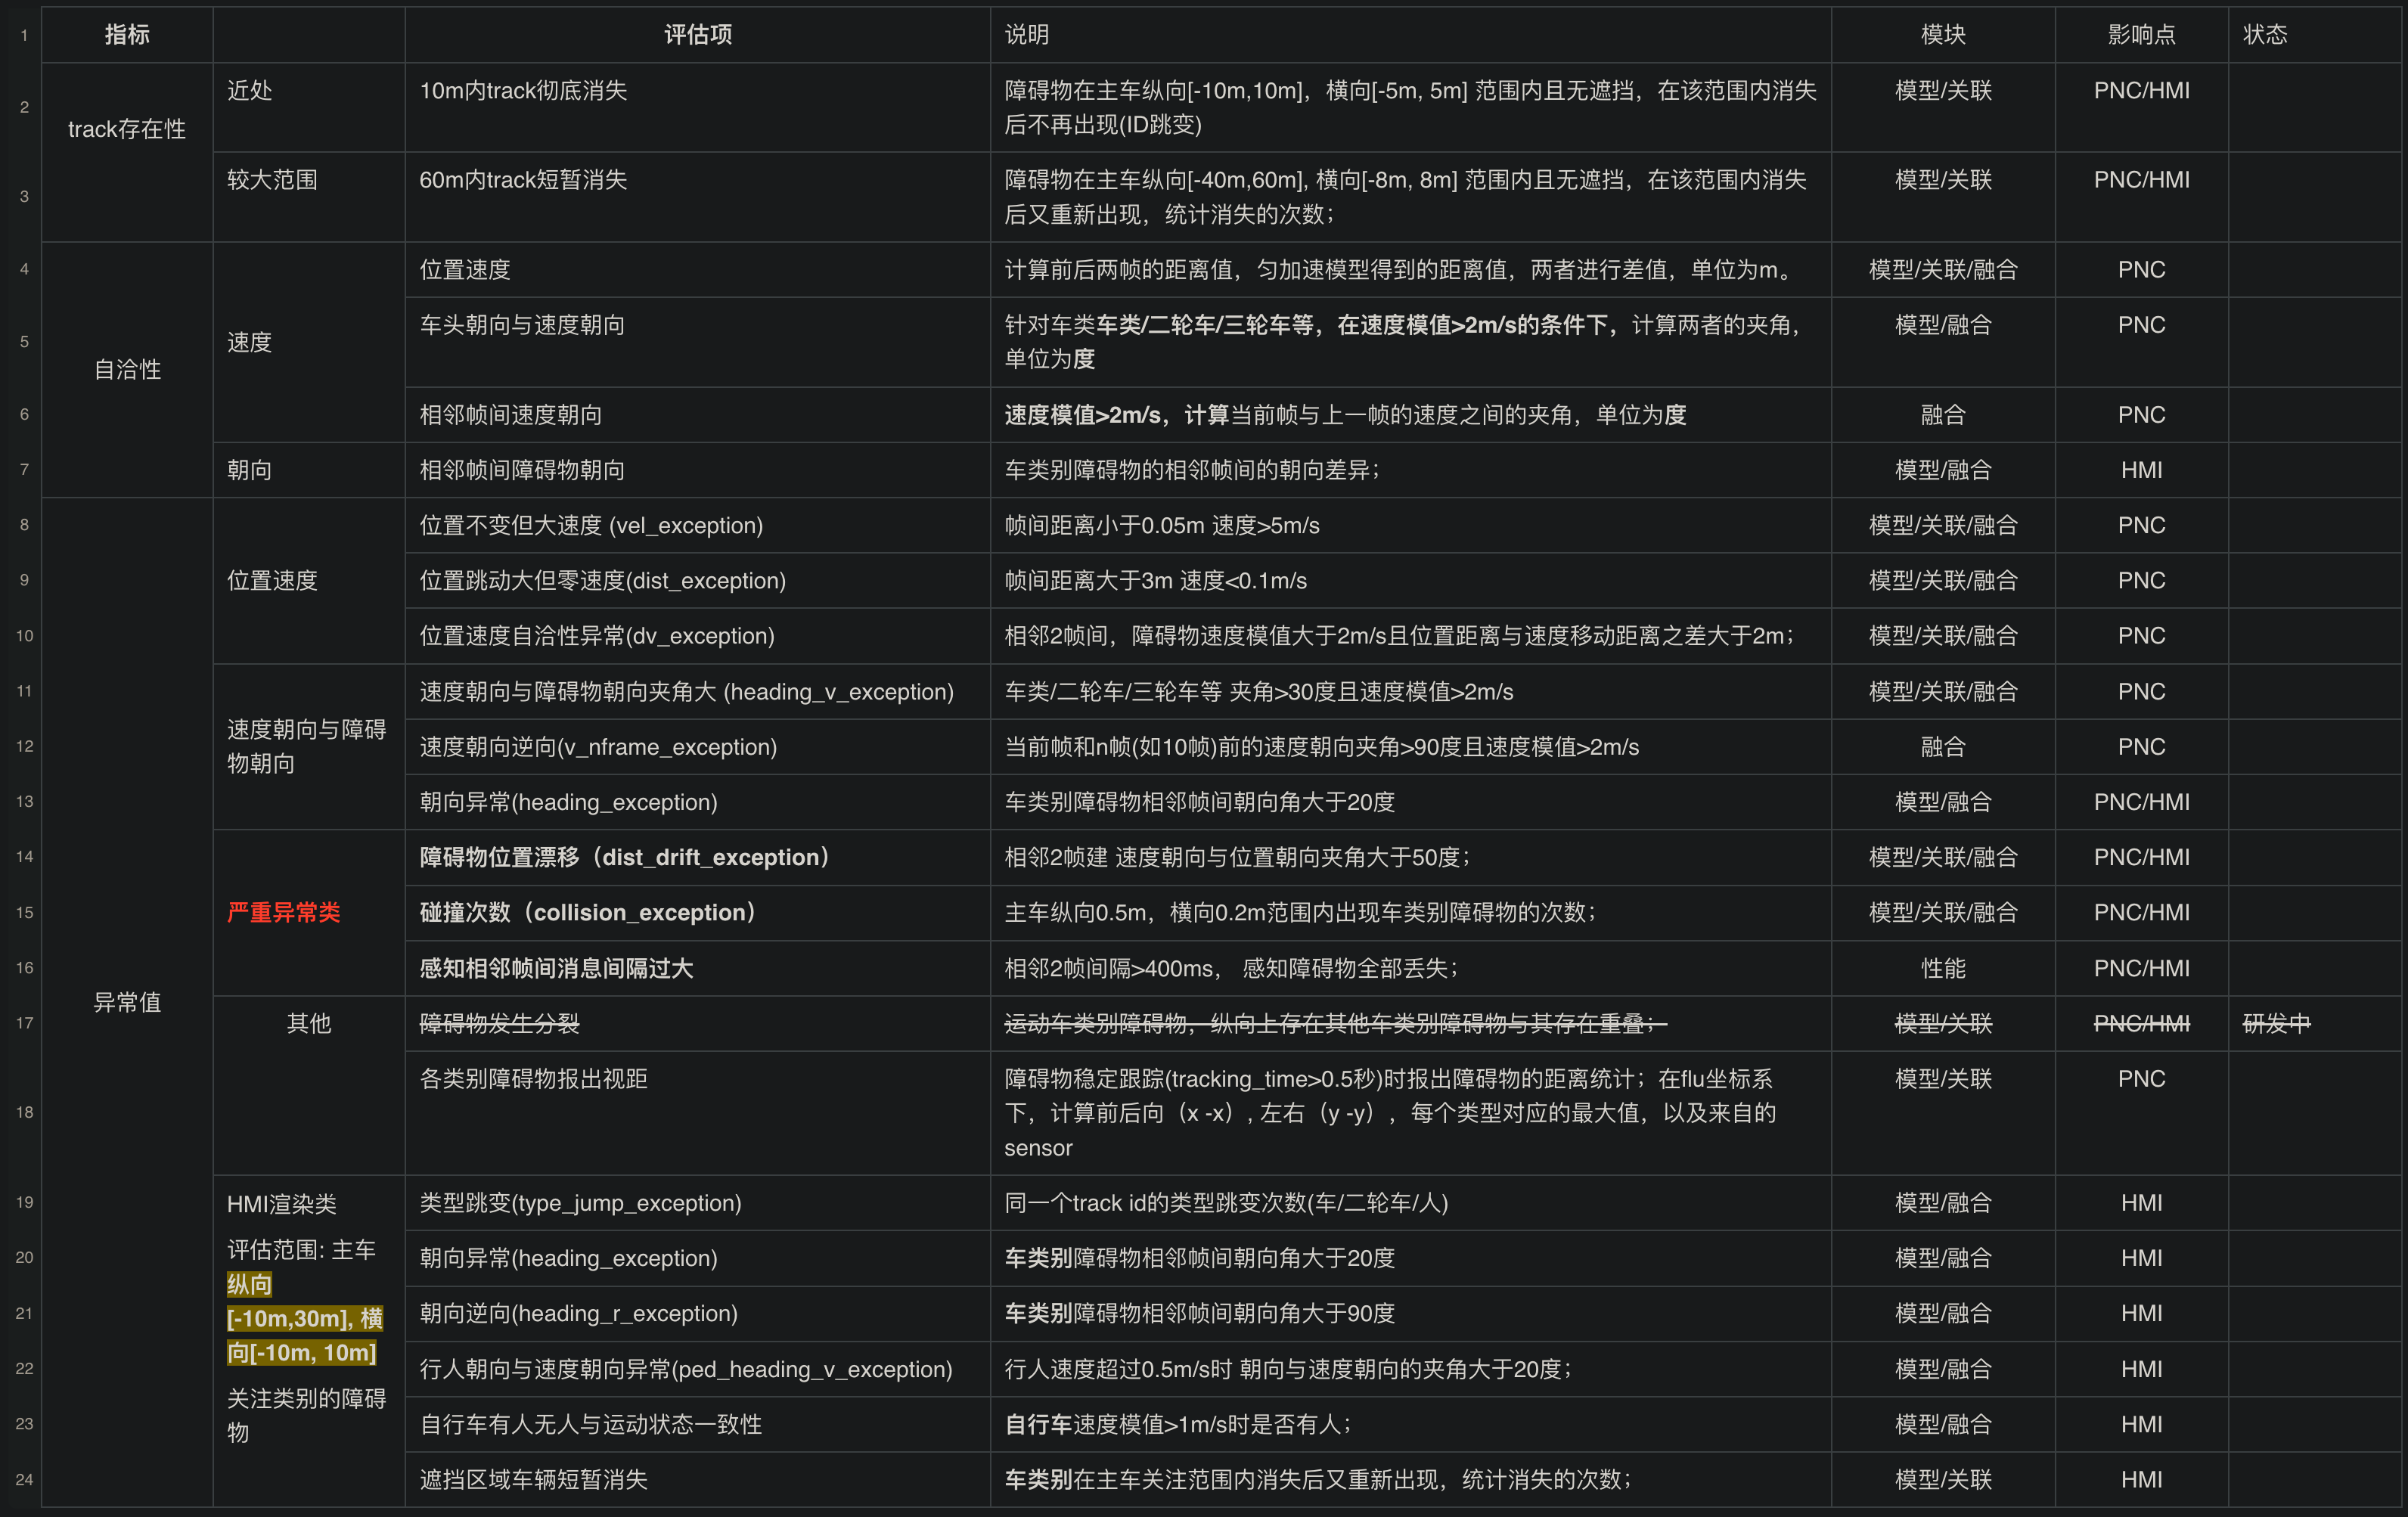 1 指标 评估项 说明 模块 影响点 状态
2 track存在性 近处 10m内track彻底消失 障碍物在主车纵向[-10m,10m]，横向[-5m, 5m] 范围内且无遮挡，在该范围内消失 模型/关联 PNC/HMI
后不再出现(ID跳变)
3 较大范围 60m内track短暂消失 障碍物在主车纵向[-40m,60m], 横向[-8m, 8m] 范围内且无遮挡，在该范围内消失 模型/关联 PNC/HMI
后又重新出现，统计消失的次数；
4 自洽性 速度 位置速度 计算前后两帧的距离值，匀加速模型得到的距离值，两者进行差值，单位为m。 模型/关联/融合 PNC
5 车头朝向与速度朝向 针对车类车类/二轮车/三轮车等，在速度模值>2m/s的条件下，计算两者的夹角， 模型/融合 PNC
单位为度
6 相邻帧间速度朝向 速度模值>2m/s，计算当前帧与上一帧的速度之间的夹角，单位为度 融合 PNC
7 朝向 相邻帧间障碍物朝向 车类别障碍物的相邻帧间的朝向差异； 模型/融合 HMI
8 异常值 位置速度 位置不变但大速度 (vel_exception) 帧间距离小于0.05m 速度>5m/s 模型/关联/融合 PNC
9 位置跳动大但零速度(dist_exception) 帧间距离大于3m 速度<0.1m/s 模型/关联/融合 PNC
10 位置速度自洽性异常(dv_exception) 相邻2帧间，障碍物速度模值大于2m/s且位置距离与速度移动距离之差大于2m； 模型/关联/融合 PNC
11 速度朝向与障碍 速度朝向与障碍物朝向夹角大 (heading_v_exception) 车类/二轮车/三轮车等 夹角>30度且速度模值>2m/s 模型/关联/融合 PNC
物朝向
12 速度朝向逆向(v_nframe_exception) 当前帧和n帧(如10帧)前的速度朝向夹角>90度且速度模值>2m/s 融合 PNC
13 朝向异常(heading_exception) 车类别障碍物相邻帧间朝向角大于20度 模型/融合 PNC/HMI
14 严重异常类 障碍物位置漂移（dist_drift_exception） 相邻2帧建 速度朝向与位置朝向夹角大于50度； 模型/关联/融合 PNC/HMI
15 碰撞次数（collision_exception） 主车纵向0.5m，横向0.2m范围内出现车类别障碍物的次数； 模型/关联/融合 PNC/HMI
16 感知相邻帧间消息间隔过大 相邻2帧间隔>400ms， 感知障碍物全部丢失； 性能 PNC/HMI
17 其他 障碍物发生分裂 运动车类别障碍物，纵向上存在其他车类别障碍物与其存在重叠； 模型/关联 PNC/HMI 研发中
18 各类别障碍物报出视距 障碍物稳定跟踪(tracking_time>0.5秒)时报出障碍物的距离统计；在flu坐标系 模型/关联 PNC
下，计算前后向（x -x）, 左右（y -y），每个类型对应的最大值，以及来自的
sensor
19 HMI渲染类 类型跳变(type_jump_exception) 同一个track id的类型跳变次数(车/二轮车/人) 模型/融合 HMI
评估范围: 主车
纵向
[-10m,30m], 横
向[-10m, 10m]
关注类别的障碍
物
20 朝向异常(heading_exception) 车类别障碍物相邻帧间朝向角大于20度 模型/融合 HMI
21 朝向逆向(heading_r_exception) 车类别障碍物相邻帧间朝向角大于90度 模型/融合 HMI
22 行人朝向与速度朝向异常(ped_heading_v_exception) 行人速度超过0.5m/s时 朝向与速度朝向的夹角大于20度； 模型/融合 HMI
23 自行车有人无人与运动状态一致性 自行车速度模值>1m/s时是否有人； 模型/融合 HMI
24 遮挡区域车辆短暂消失 车类别在主车关注范围内消失后又重新出现，统计消失的次数； 模型/关联 HMI